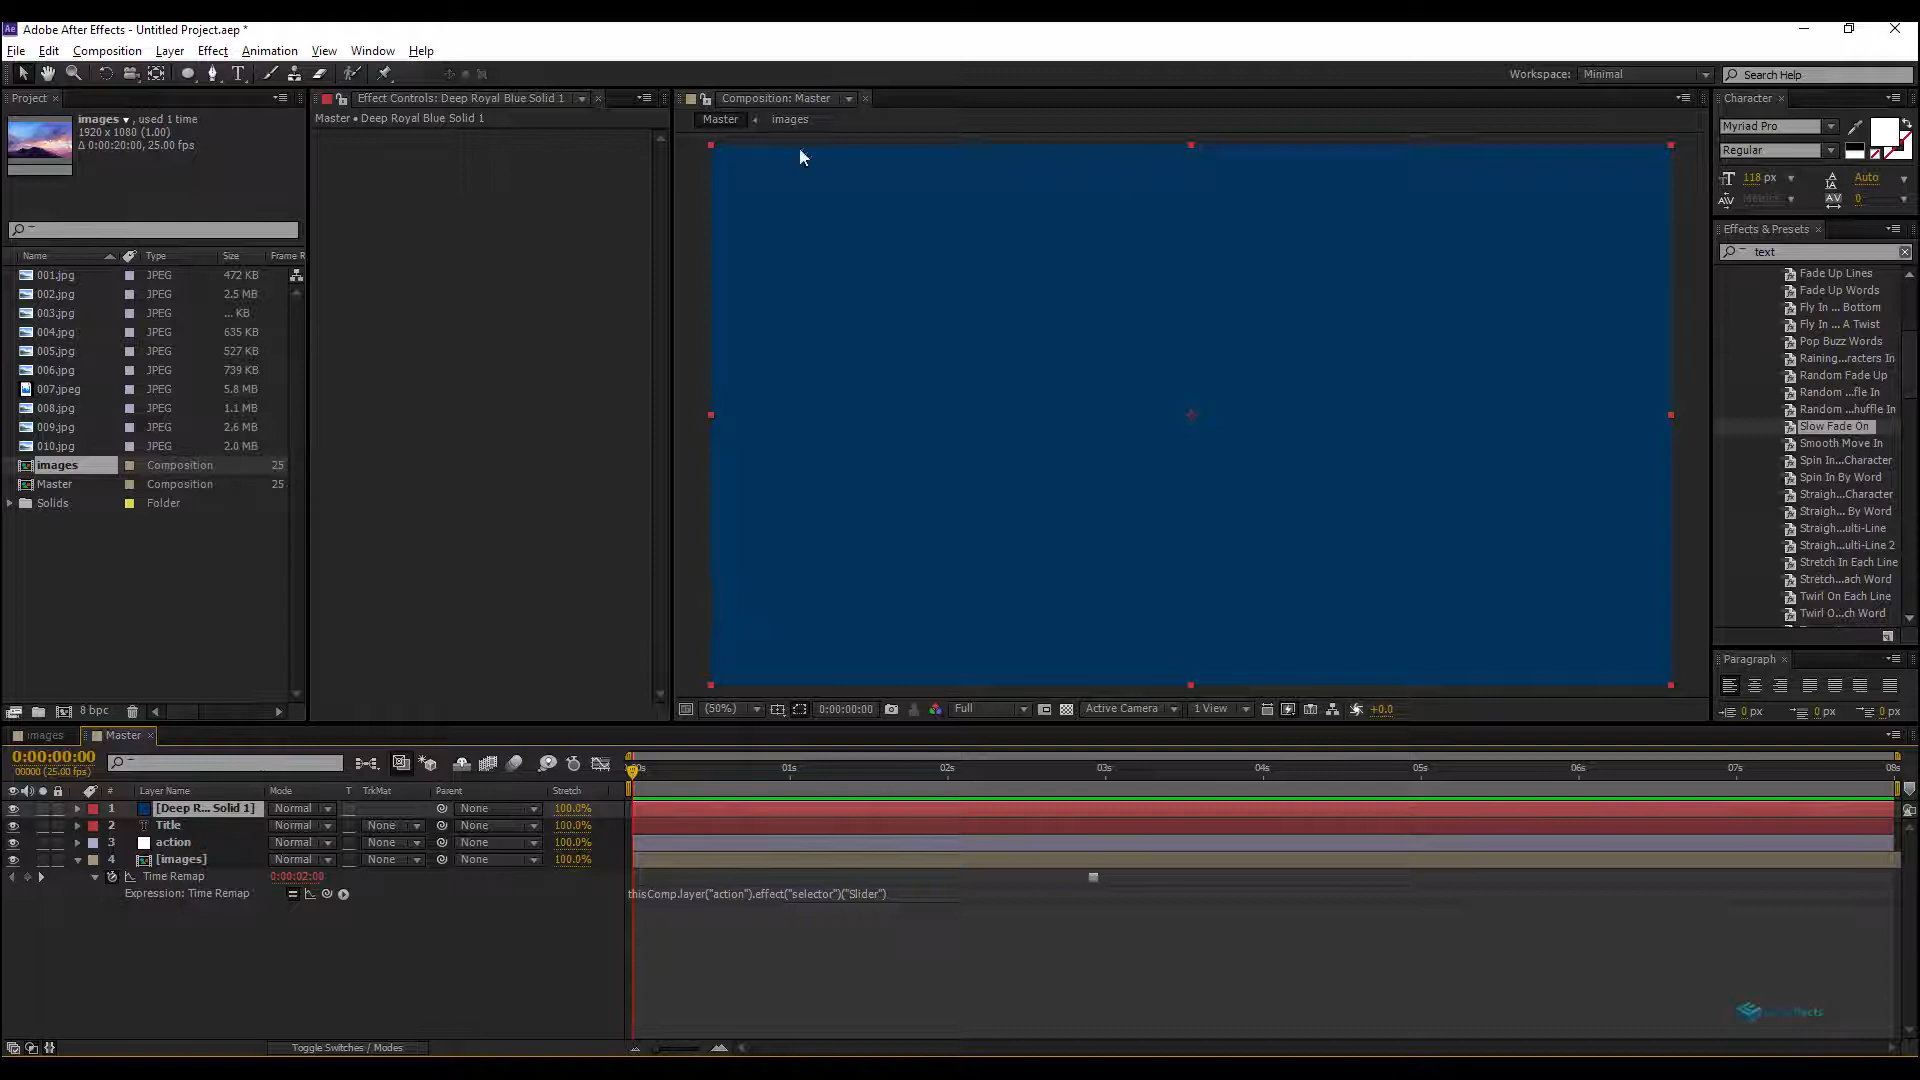 Adobe After Effects - Untitled Project.aep *
File Edit Composition Layer Effect Animation View Window Help
Workspace: Minimal
Search Help
Project
images, used 1 time
1920 x 1080 (1.00)
Δ 0:00:20:00, 25.00 fps
Name Type Size Frame R
001.jpg JPEG 472 KB
002.jpg JPEG 2.5 MB
003.jpg JPEG ... KB
004.jpg JPEG 635 KB
005.jpg JPEG 527 KB
006.jpg JPEG 739 KB
007.jpeg JPEG 5.8 MB
008.jpg JPEG 1.1 MB
009.jpg JPEG 2.6 MB
010.jpg JPEG 2.0 MB
images Composition 25
Master Composition 25
Solids Folder
8 bpc
Effect Controls: Deep Royal Blue Solid 1
Master • Deep Royal Blue Solid 1
Composition: Master
Master images
(50%) 0:00:00:00 Full Active Camera 1 View +0.0
Character
Myriad Pro
Regular
118 px Auto
Metrics 0
Effects & Presets
text
Fade Up Lines
Fade Up Words
Fly In ... Bottom
Fly In ... A Twist
Pop Buzz Words
Raining...racters In
Random Fade Up
Random ...fle In
Random ...huffle In
Slow Fade On
Smooth Move In
Spin In...Character
Spin In By Word
Straigh...Character
Straigh... By Word
Straigh...ulti-Line
Straigh...ulti-Line 2
Stretch In Each Line
Stretch...ach Word
Twirl On Each Line
Twirl O...ch Word
Paragraph
0 px 0 px 0 px
images Master
0:00:00:00
00000 (25.00 fps)
01s 02s 03s 04s 05s 06s 07s 08s
# Layer Name Mode T TrkMat Parent Stretch
1 [Deep R... Solid 1] Normal None 100.0%
2 Title Normal None None 100.0%
3 action Normal None None 100.0%
4 [images] Normal None None 100.0%
Time Remap 0:00:02:00
Expression: Time Remap thisComp.layer("action").effect("selector")("Slider")
Toggle Switches / Modes